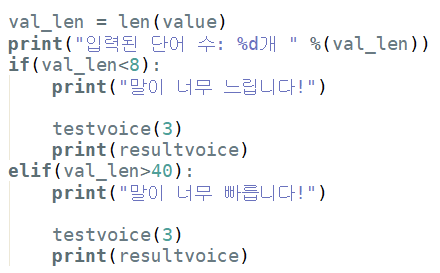 val_len = len(value)
print("입력된 단어 수: %d개 " %(val_len))
if(val_len<8):
    print("말이 너무 느립니다!")

    testvoice(3)
    print(resultvoice)
elif(val_len>40):
    print("말이 너무 빠릅니다!")

    testvoice(3)
    print(resultvoice)